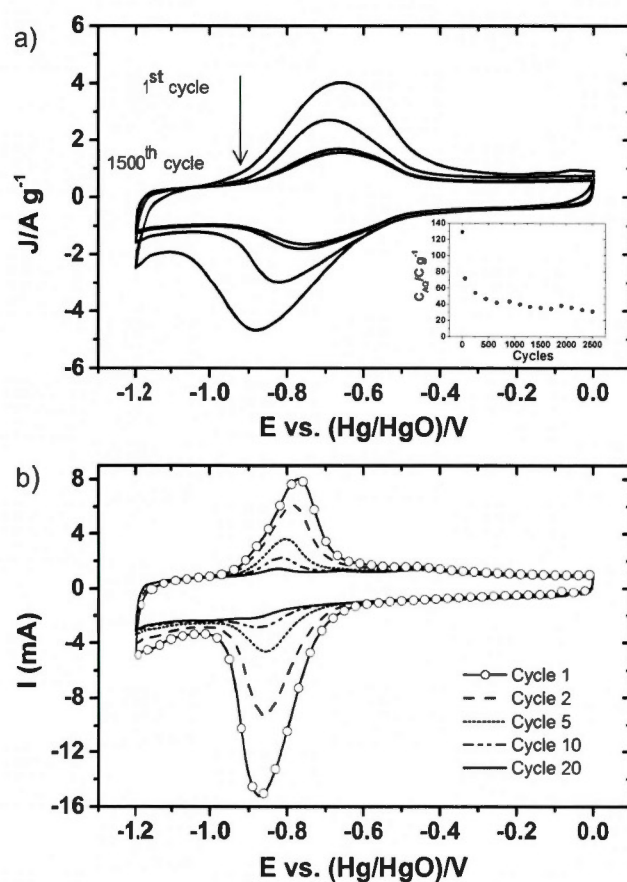 a)
1st cycle
1500th cycle
J/A g-1
4
2
0
-2
-4
-6
-1.2 -1.0 -0.8 -0.6 -0.4 -0.2 0.0
E vs. (Hg/HgO)/V
CAQ/C g-1
140
120
100
80
60
40
20
0
0 500 1000 1500 2000 2500
Cycles
b)
I (mA)
8
4
0
-4
-8
-12
-16
-1.2 -1.0 -0.8 -0.6 -0.4 -0.2 0.0
E vs. (Hg/HgO)/V
Cycle 1
Cycle 2
Cycle 5
Cycle 10
Cycle 20